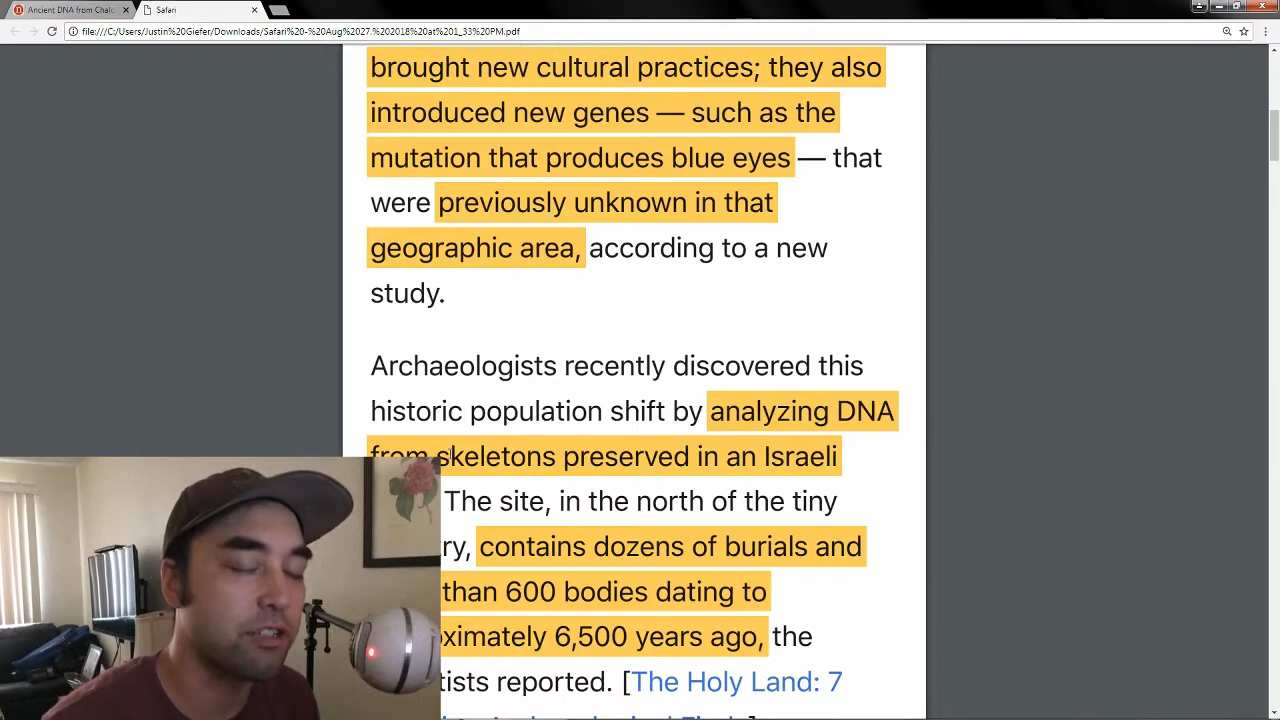 Ancient DNA from Chalc
Safari
file:///C:/Users/Justin%20Giefer/Downloads/Safari%20-%20Aug%2027,%202018%20at%201_33%20PM.pdf
brought new cultural practices; they also
introduced new genes — such as the
mutation that produces blue eyes — that
were previously unknown in that
geographic area, according to a new
study.
Archaeologists recently discovered this
historic population shift by analyzing DNA
from skeletons preserved in an Israeli
The site, in the north of the tiny
ry, contains dozens of burials and
than 600 bodies dating to
ximately 6,500 years ago, the
tists reported. [The Holy Land: 7